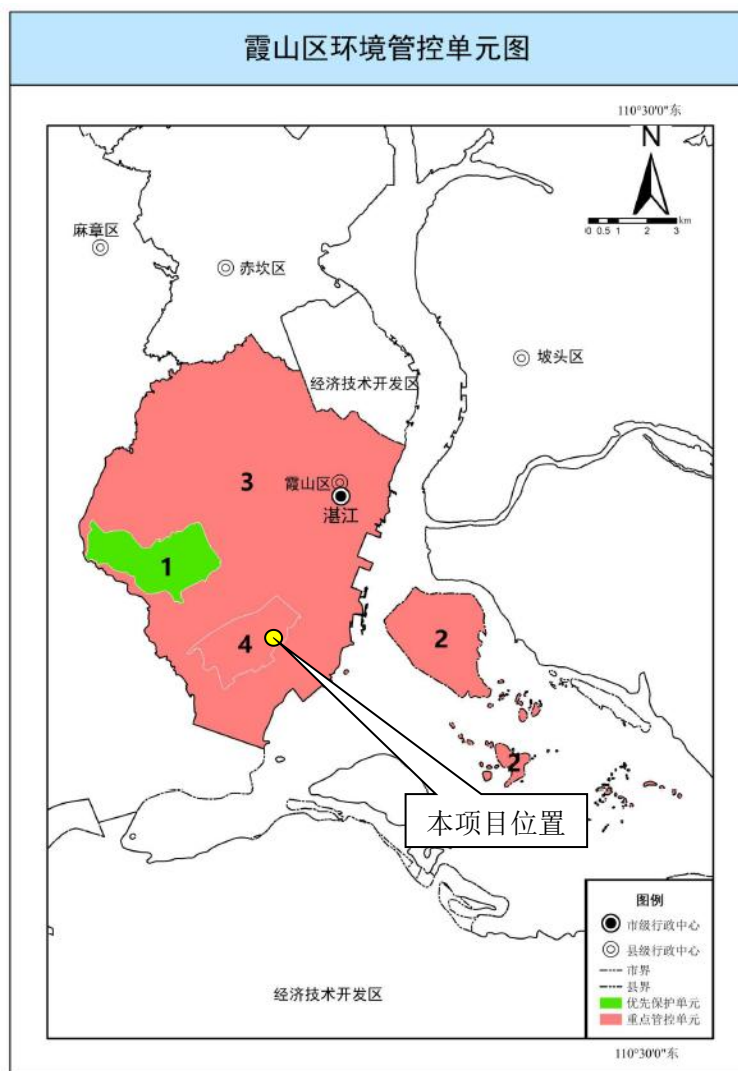 霞山区环境管控单元图
110°30'0"东
N
0 0.5 1 2 3 km
麻章区
赤坎区
坡头区
经济技术开发区
3
霞山区
湛江
1
2
4
2
本项目位置
图例
市级行政中心
县级行政中心
市界
县界
优先保护单元
重点管控单元
经济技术开发区
110°30'0"东